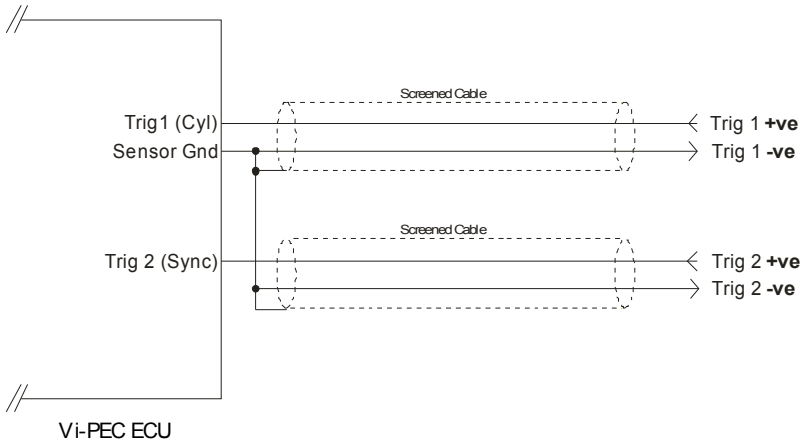 Screened Cable
Trig1 (Cyl)
Trig 1 +ve
Sensor Gnd
Trig 1 -ve
Screened Cable
Trig 2 (Sync)
Trig 2 +ve
Trig 2 -ve
Vi-PEC ECU